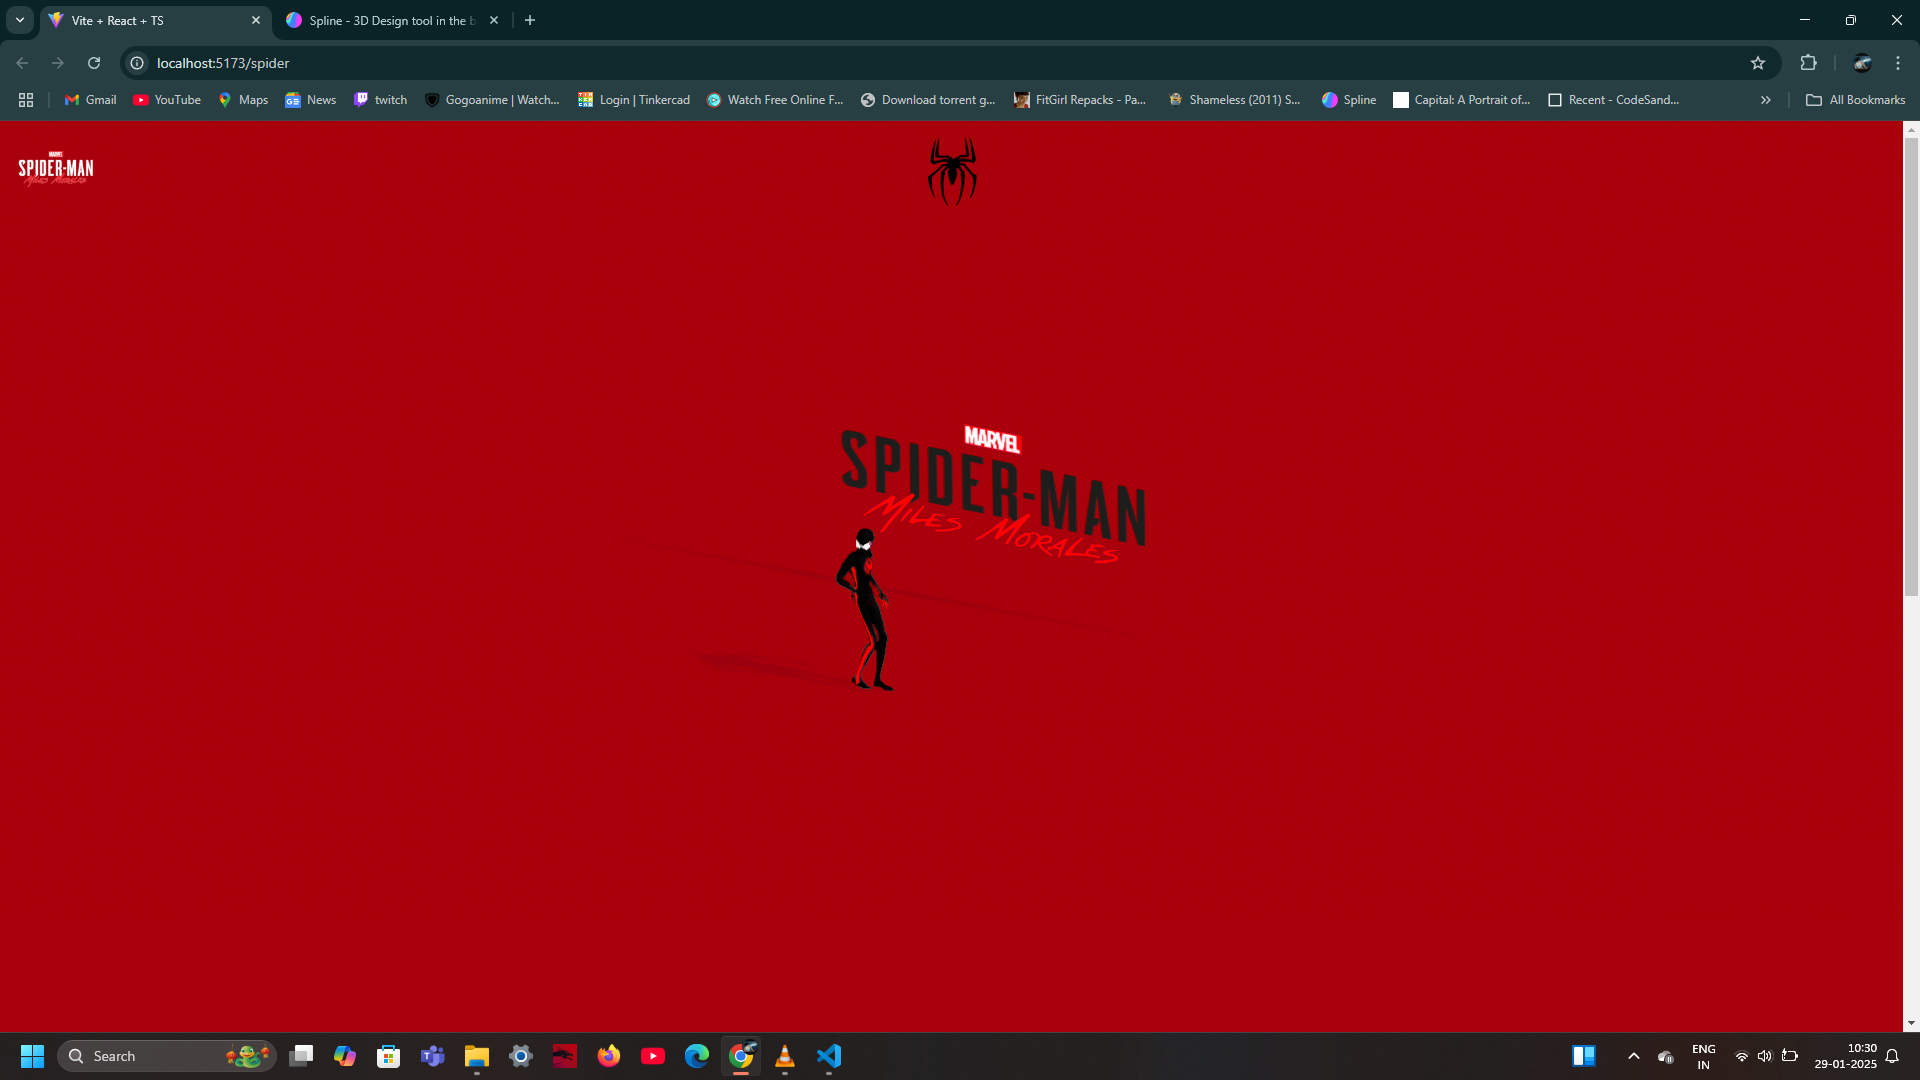 Vite + React + TS
Spline - 3D Design tool in the b
localhost:5173/spider
Gmail
YouTube
Maps
News
twitch
Gogoanime | Watch...
Login | Tinkercad
Watch Free Online F...
Download torrent g...
FitGirl Repacks - Pa...
Shameless (2011) S...
Spline
Capital: A Portrait of...
Recent - CodeSand...
All Bookmarks
MARVEL
SPIDER-MAN
MILES MORALES
MARVEL
SPIDER-MAN
MILES MORALES
Search
ENG
IN
10:30
29-01-2025